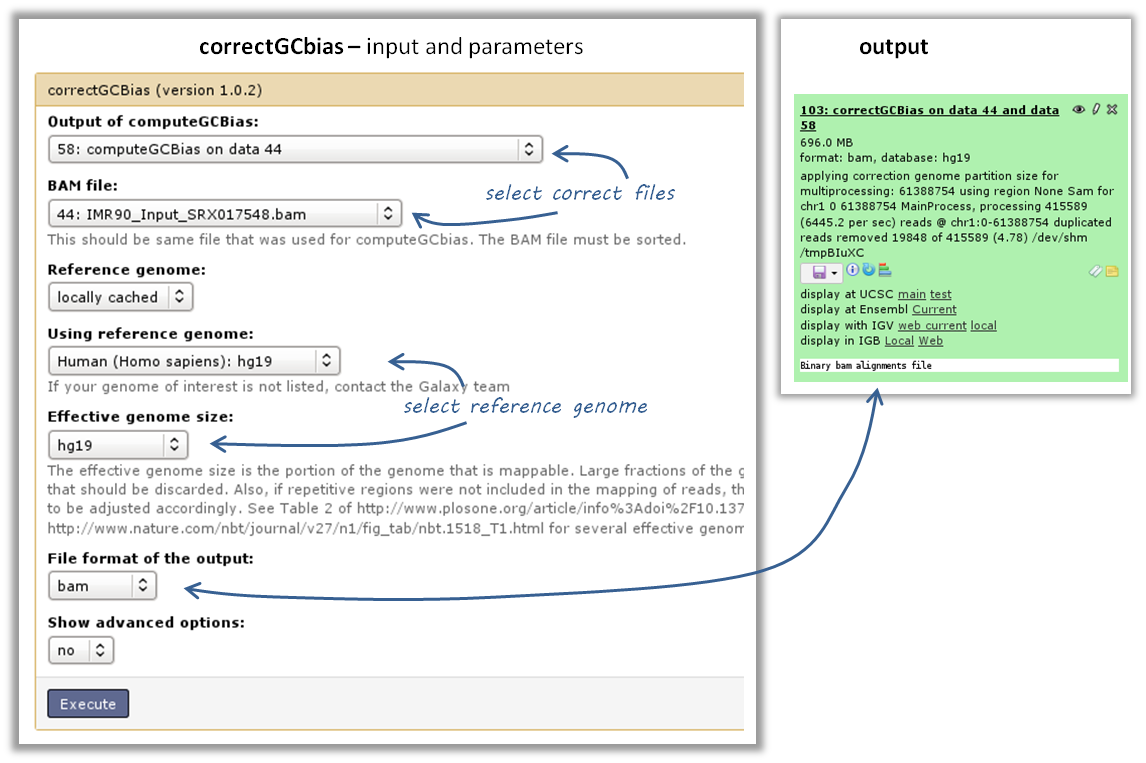 correctGCbias – input and parameters
correctGCBias (version 1.0.2)
Output of computeGCBias:
58: computeGCBias on data 44
select correct files
BAM file:
44: IMR90_Input_SRX017548.bam
This should be same file that was used for computeGCbias. The BAM file must be sorted.
Reference genome:
locally cached
Using reference genome:
Human (Homo sapiens): hg19
If your genome of interest is not listed, contact the Galaxy team
select reference genome
Effective genome size:
hg19
The effective genome size is the portion of the genome that is mappable. Large fractions of the g
that should be discarded. Also, if repetitive regions were not included in the mapping of reads, th
to be adjusted accordingly. See Table 2 of http://www.plosone.org/article/info%3Adoi%2F10.137
http://www.nature.com/nbt/journal/v27/n1/fig_tab/nbt.1518_T1.html for several effective genom
File format of the output:
bam
Show advanced options:
no
Execute
output
103: correctGCBias on data 44 and data
58
696.0 MB
format: bam, database: hg19
applying correction genome partition size for
multiprocessing: 61388754 using region None Sam for
chr1 0 61388754 MainProcess, processing 415589
(6445.2 per sec) reads @ chr1:0-61388754 duplicated
reads removed 19848 of 415589 (4.78) /dev/shm
/tmpBIuXC
display at UCSC main test
display at Ensembl Current
display with IGV web current local
display in IGB Local Web
Binary bam alignments file